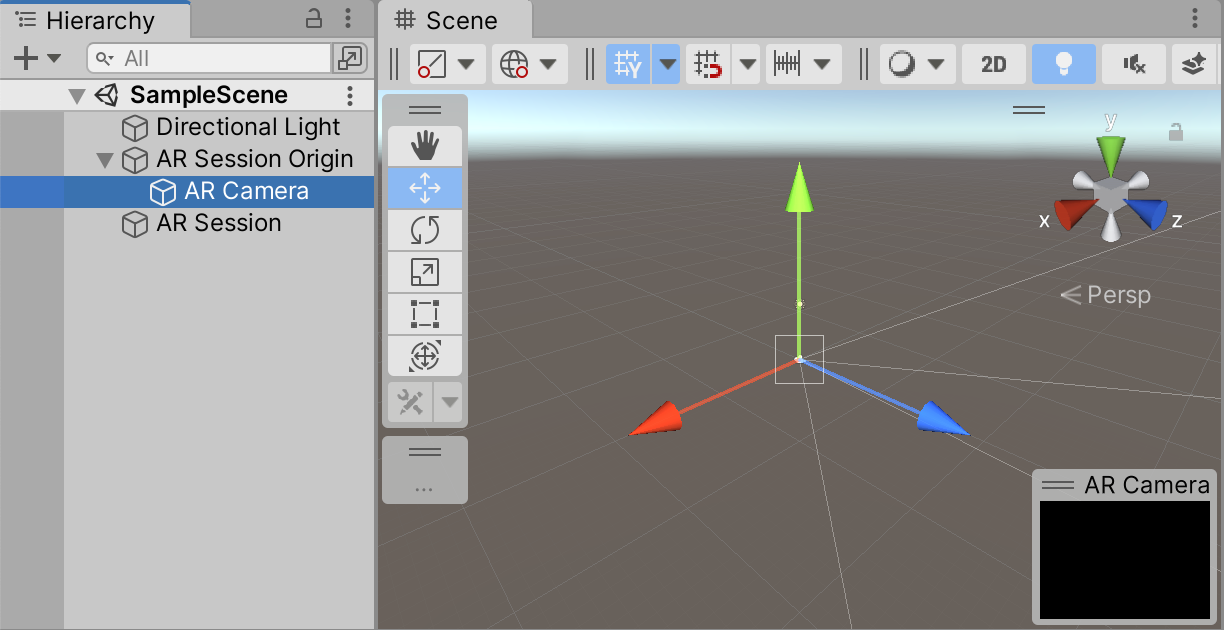 Hierarchy
All
SampleScene
Directional Light
AR Session Origin
AR Camera
AR Session
Scene
Y
2D
...
y
x
z
Persp
AR Camera